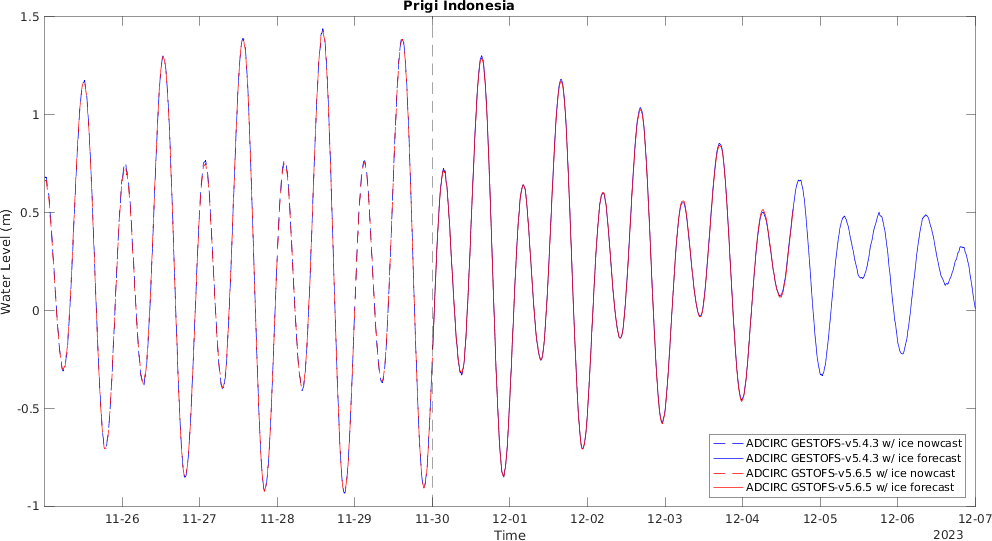 Prigi Indonesia
1.5
1
0.5
0
-0.5
-1
Water Level (m)
11-26
11-27
11-28
11-29
11-30
12-01
12-02
12-03
12-04
12-05
12-06
12-07
Time
2023
ADCIRC GESTOFS-v5.4.3 w/ ice nowcast
ADCIRC GESTOFS-v5.4.3 w/ ice forecast
ADCIRC GSTOFS-v5.6.5 w/ ice nowcast
ADCIRC GSTOFS-v5.6.5 w/ ice forecast